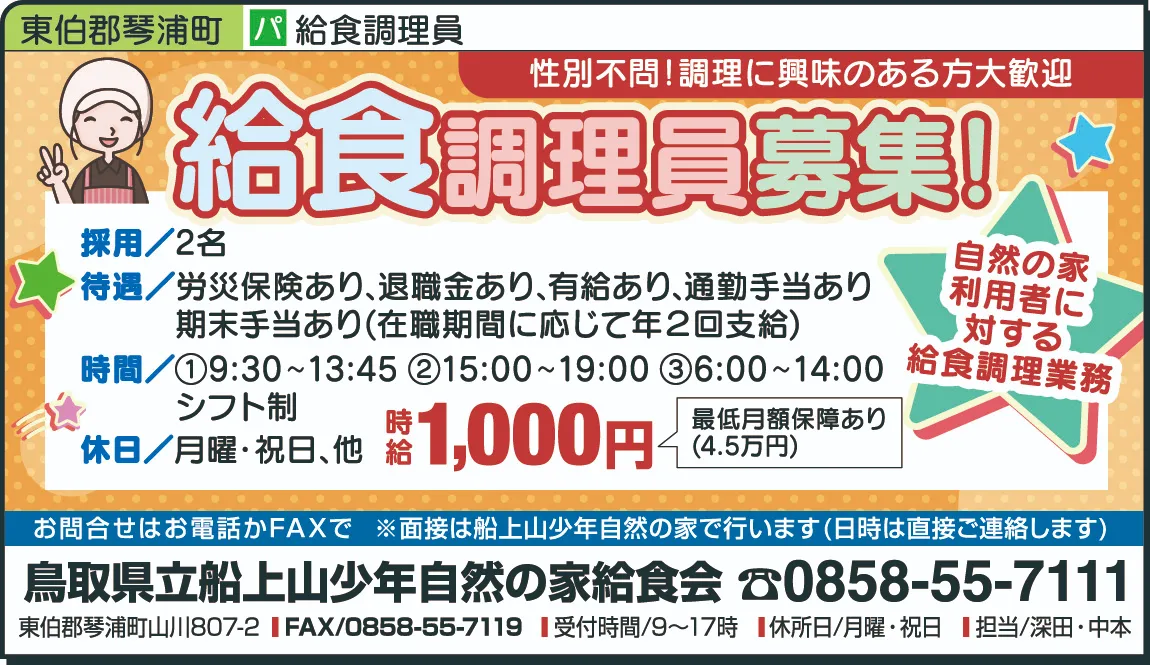 東伯郡琴浦町 パ 給食調理員
性別不問!調理に興味のある方大歓迎
給食調理員募集!
採用/2名
待遇/労災保険あり、退職金あり、有給あり、通勤手当あり
期末手当あり(在職期間に応じて年2回支給)
時間/①9:30~13:45 ②15:00~19:00 ③6:00~14:00
シフト制
休日/月曜・祝日、他
時給1,000円
最低月額保障あり
(4.5万円)
自然の家
利用者に
対する
給食調理業務
お問合せはお電話かFAXで ※面接は船上山少年自然の家で行います(日時は直接ご連絡します)
鳥取県立船上山少年自然の家給食会 ☎0858-55-7111
東伯郡琴浦町山川807-2 FAX/0858-55-7119 受付時間/9〜17時 休所日/月曜・祝日 担当/深田・中本